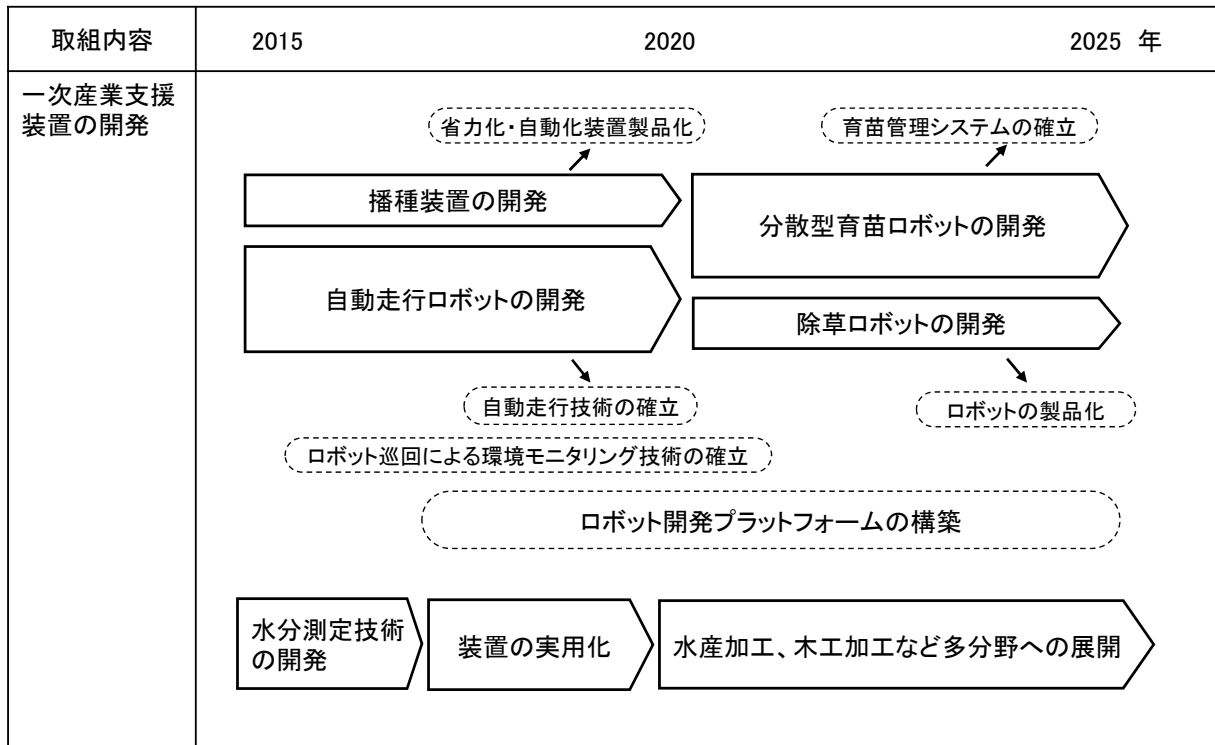 取組内容
2015
2020
2025 年
一次産業支援
装置の開発
省力化・自動化装置製品化
育苗管理システムの確立
播種装置の開発
分散型育苗ロボットの開発
自動走行ロボットの開発
除草ロボットの開発
自動走行技術の確立
ロボットの製品化
ロボット巡回による環境モニタリング技術の確立
ロボット開発プラットフォームの構築
水分測定技術
の開発
装置の実用化
水産加工、木工加工など多分野への展開